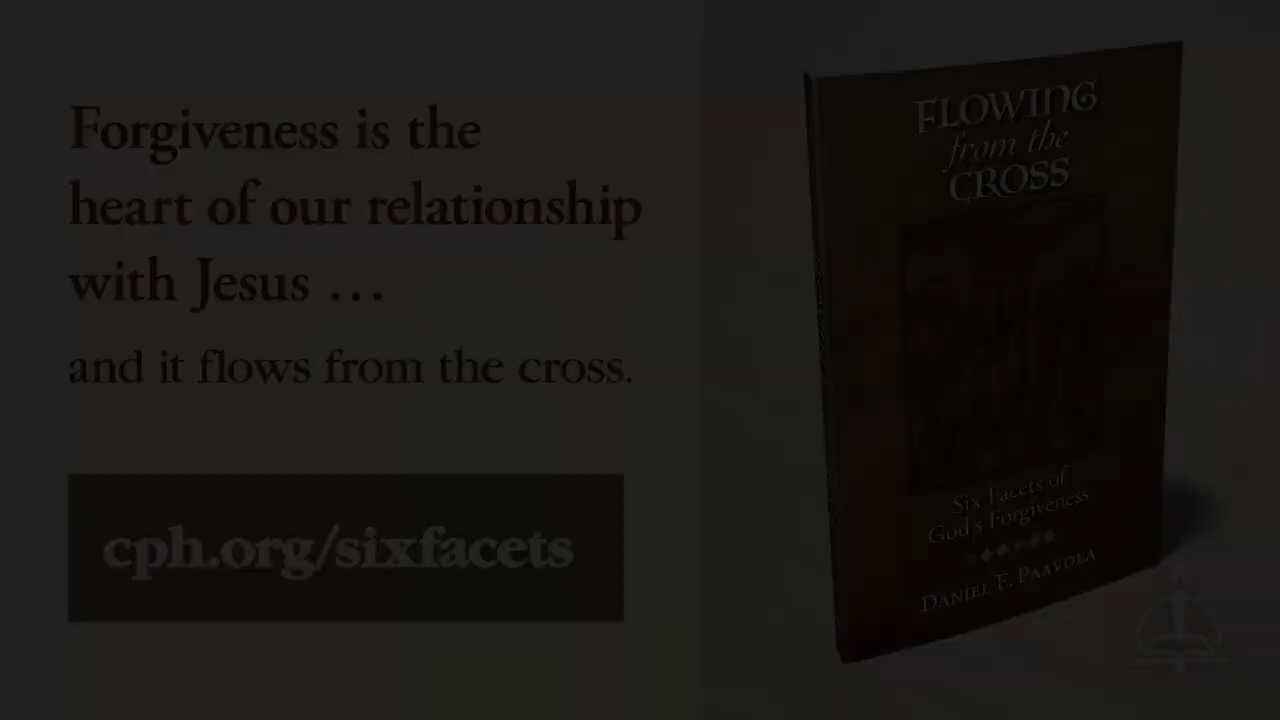 Forgiveness is the
heart of our relationship
with Jesus …
and it flows from the cross.
cph.org/sixfacets
FLOWING
from the
CROSS
Six Facets of
God's Forgiveness
DANIEL E. PAAVOLA